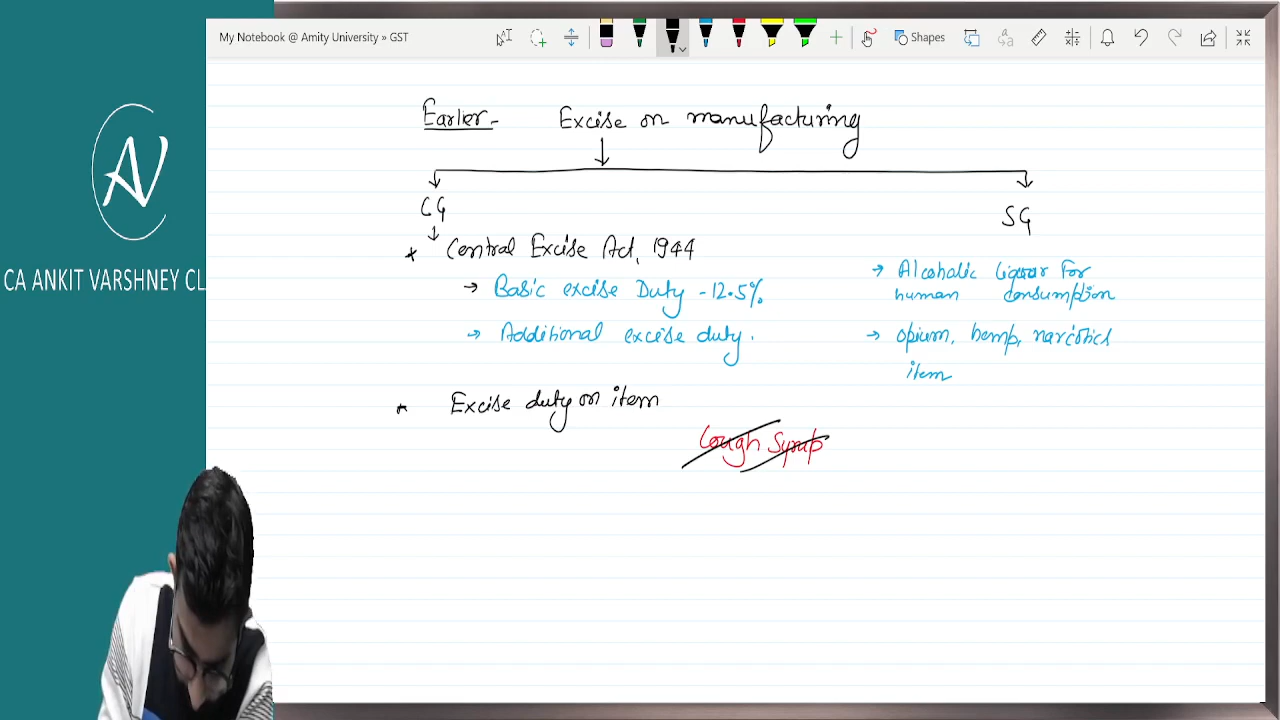 My Notebook @ Amity University » GST
Shapes
AV
CA ANKIT VARSHNEY CL
Earlier- Excise on manufacturing
CG
SG
* Central Excise Act, 1944
→ Basic excise Duty - 12.5%
→ Additional excise duty.
→ Alcoholic liquor For
human consumption
→ opium, hemp, narcotics
item
* Excise duty on item
Cough Syrup